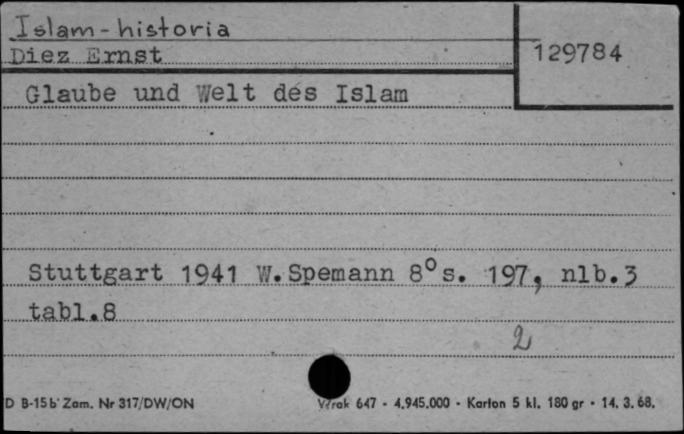 Islam-historia
Diez Ernst
129784
Glaube und Welt des Islam
Stuttgart 1941 W.Spemann 8° s. 197, nlb.3
tabl.8
2
D B-15b Zam. Nr 317/DW/ON
647 - 4.945.000 - Karton 5 kl. 180 gr - 14. 3. 68.